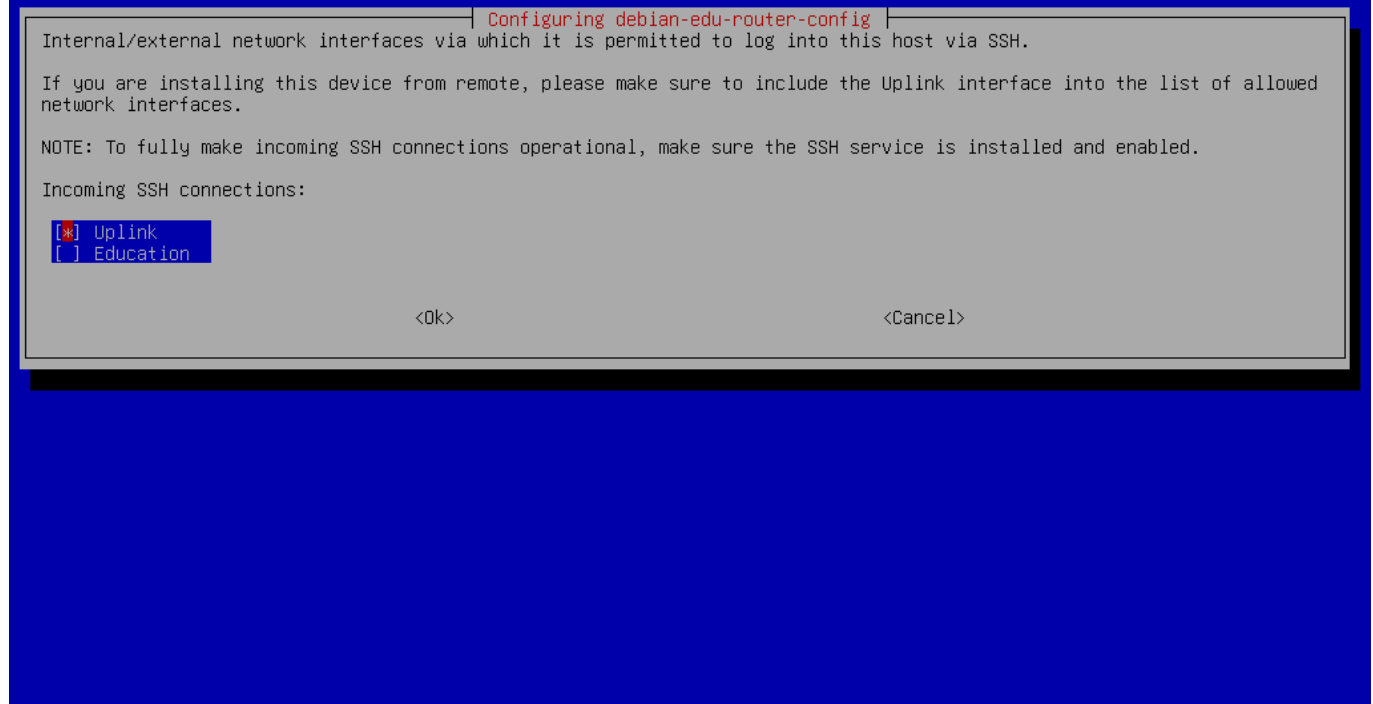 Configuring debian-edu-router-config
Internal/external network interfaces via which it is permitted to log into this host via SSH.
If you are installing this device from remote, please make sure to include the Uplink interface into the list of allowed
network interfaces.
NOTE: To fully make incoming SSH connections operational, make sure the SSH service is installed and enabled.
Incoming SSH connections:
[*] Uplink
[ ] Education
<Ok> <Cancel>